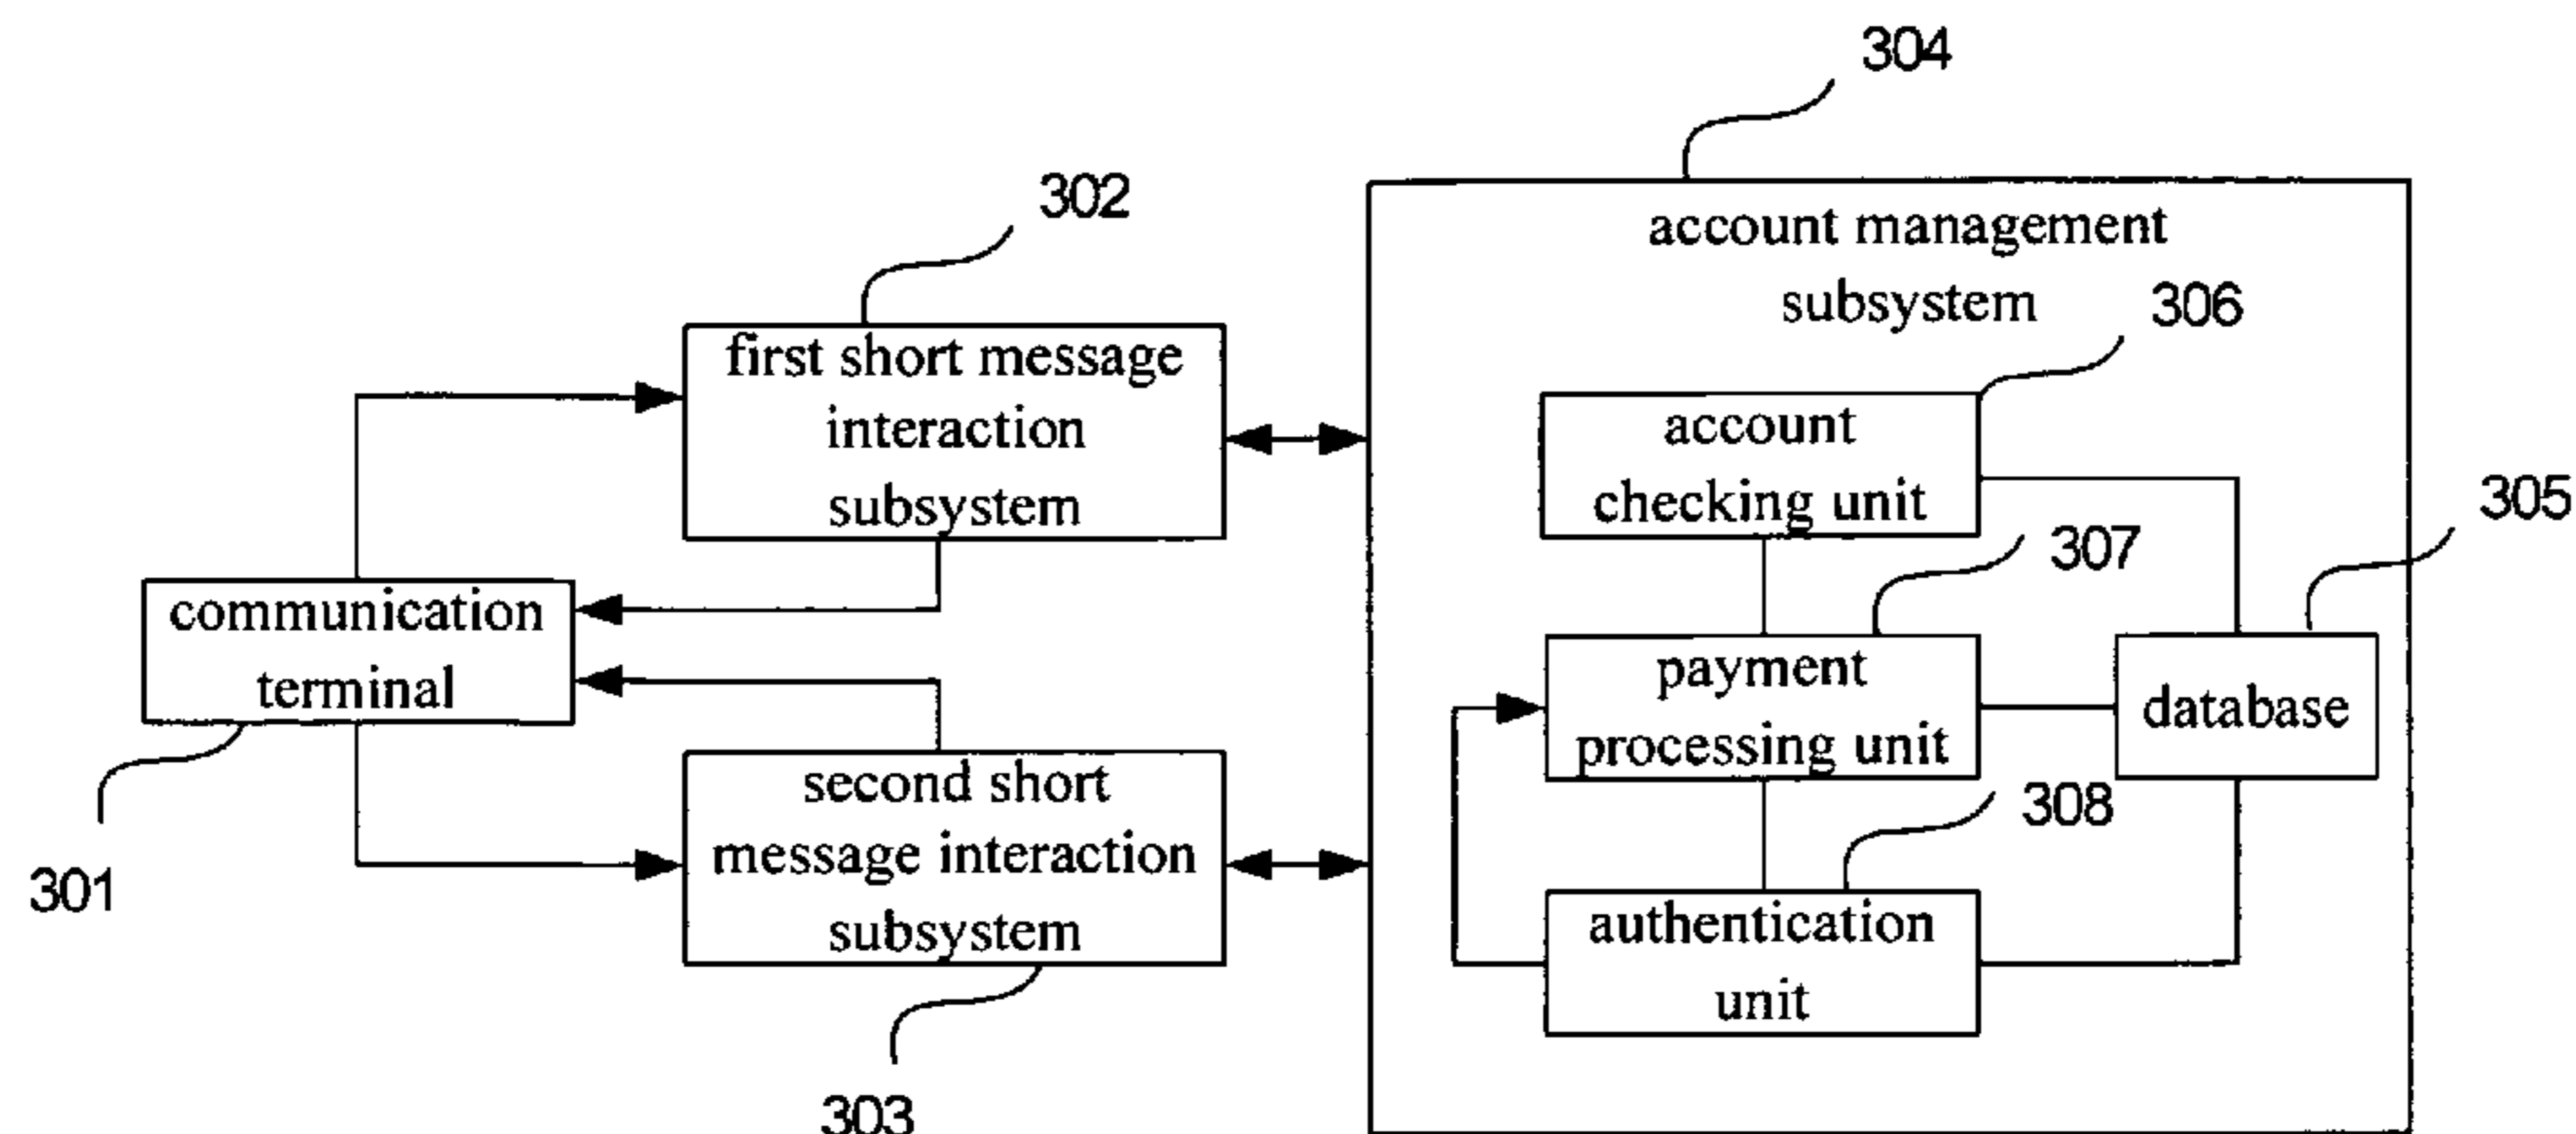 304
302
account management
subsystem
306
first short message
interaction
subsystem
account
checking unit
305
307
communication
terminal
payment
processing unit
database
second short
message interaction
subsystem
308
301
authentication
unit
303